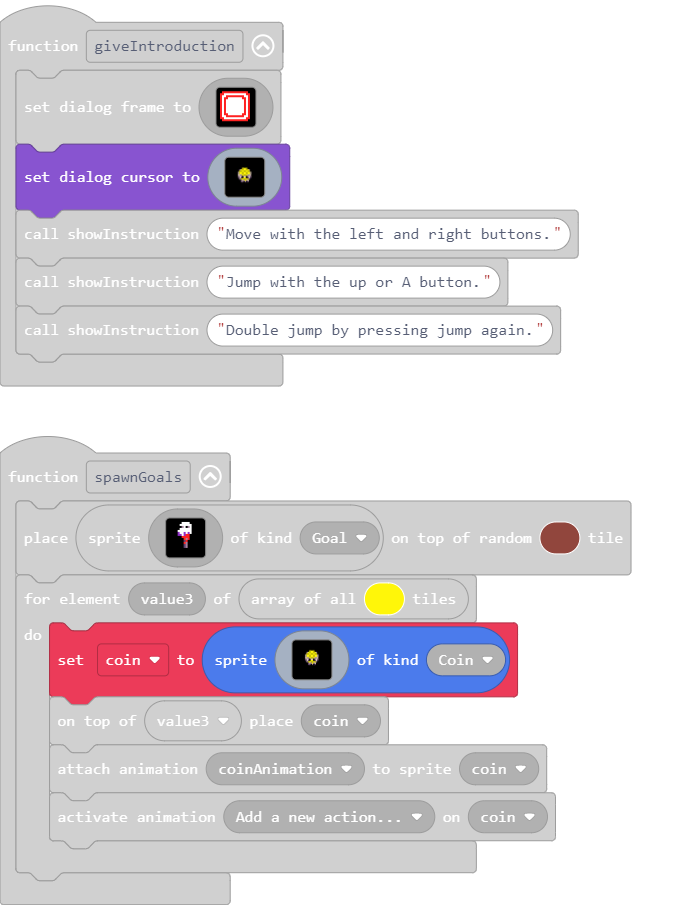 function giveIntroduction
set dialog frame to
set dialog cursor to
call showInstruction "Move with the left and right buttons."
call showInstruction "Jump with the up or A button."
call showInstruction "Double jump by pressing jump again."
function spawnGoals
place sprite of kind Goal on top of random tile
for element value3 of array of all tiles
do
set coin to sprite of kind Coin
on top of value3 place coin
attach animation coinAnimation to sprite coin
activate animation Add a new action... on coin